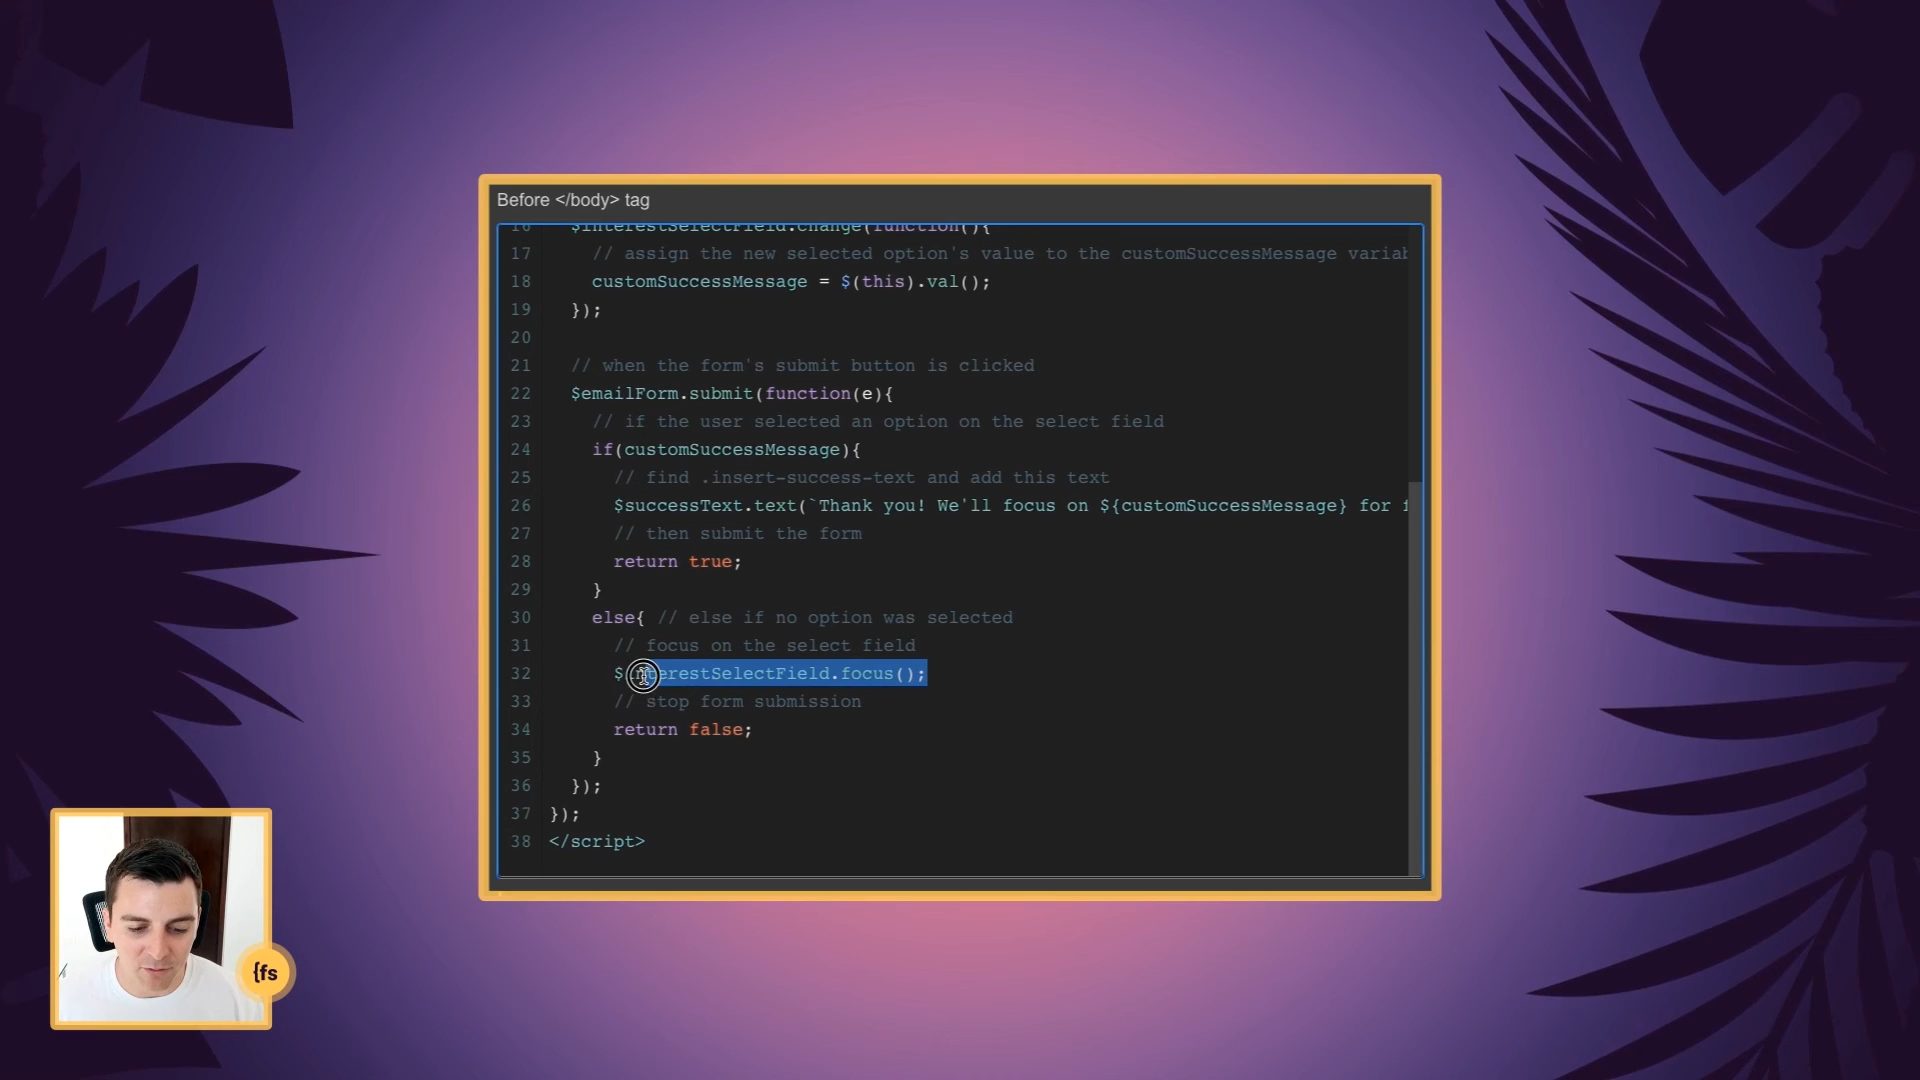 Before </body> tag
16 $interestSelectField.change(function(){
17 // assign the new selected option's value to the customSuccessMessage variab
18 customSuccessMessage = $(this).val();
19 });
20
21 // when the form's submit button is clicked
22 $emailForm.submit(function(e){
23 // if the user selected an option on the select field
24 if(customSuccessMessage){
25 // find .insert-success-text and add this text
26 $successText.text(`Thank you! We'll focus on ${customSuccessMessage} for f
27 // then submit the form
28 return true;
29 }
30 else{ // else if no option was selected
31 // focus on the select field
32 $interestSelectField.focus();
33 // stop form submission
34 return false;
35 }
36 });
37 });
38 </script>
{fs